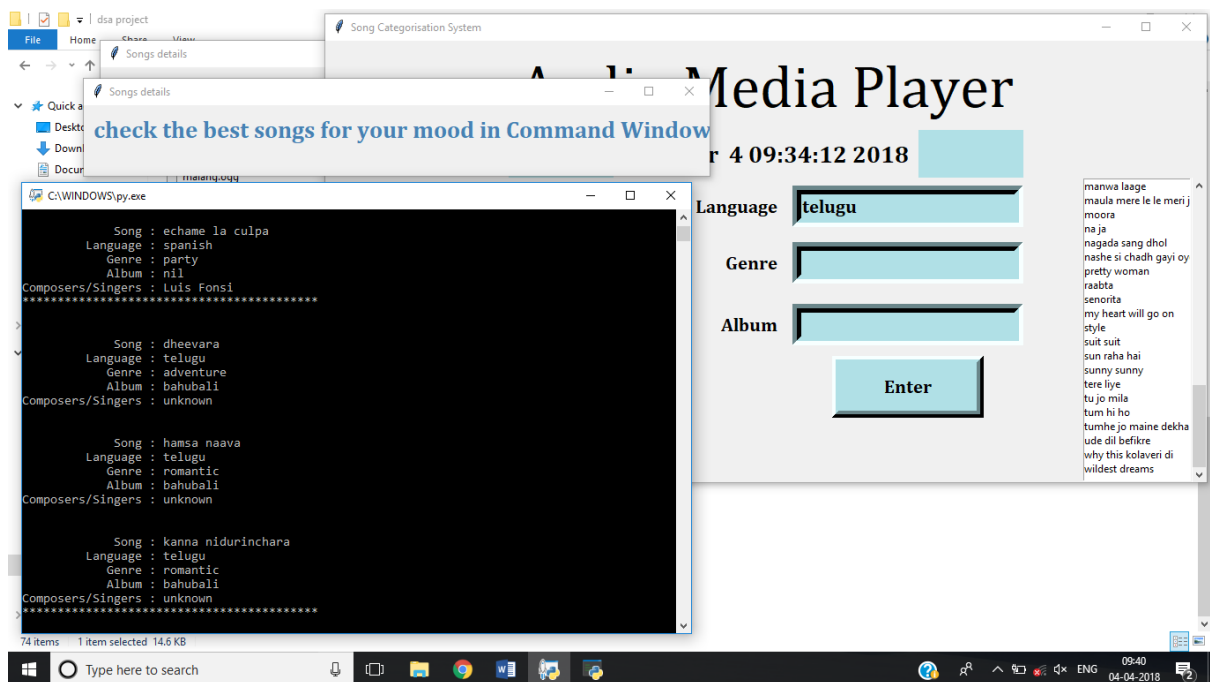 dsa project
File Home Share View
Songs details
Quick a
Deskto
Downl
Docur
malang.ogg
Songs details
check the best songs for your mood in Command Window
Song Categorisation System
Media Player
r 4 09:34:12 2018
Language telugu
Genre
Album
Enter
manwa laage
maula mere le le meri j
moora
na ja
nagada sang dhol
nashe si chadh gayi oy
pretty woman
raabta
senorita
my heart will go on
style
suit suit
sun raha hai
sunny sunny
tere liye
tu jo mila
tum hi ho
tumhe jo maine dekha
ude dil befikre
why this kolaveri di
wildest dreams
C:\WINDOWS\py.exe
Song : echame la culpa
Language : spanish
Genre : party
Album : nil
Composers/Singers : Luis Fonsi
******************************************
Song : dheevara
Language : telugu
Genre : adventure
Album : bahubali
Composers/Singers : unknown
Song : hamsa naava
Language : telugu
Genre : romantic
Album : bahubali
Composers/Singers : unknown
Song : kanna nidurinchara
Language : telugu
Genre : romantic
Album : bahubali
Composers/Singers : unknown
******************************************
74 items 1 item selected 14.6 KB
Type here to search
ENG
09:40
04-04-2018
2